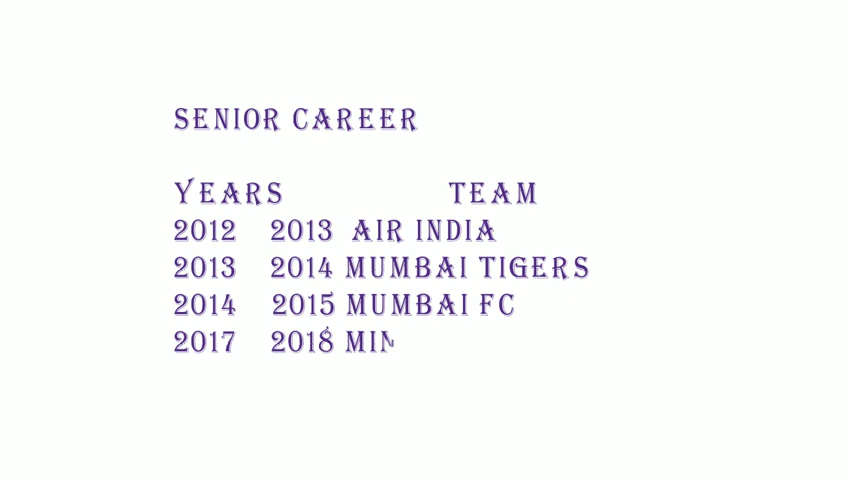 SENIOR CAREER
YEARS TEAM
2012 2013 AIR INDIA
2013 2014 MUMBAI TIGERS
2014 2015 MUMBAI FC
2017 2018